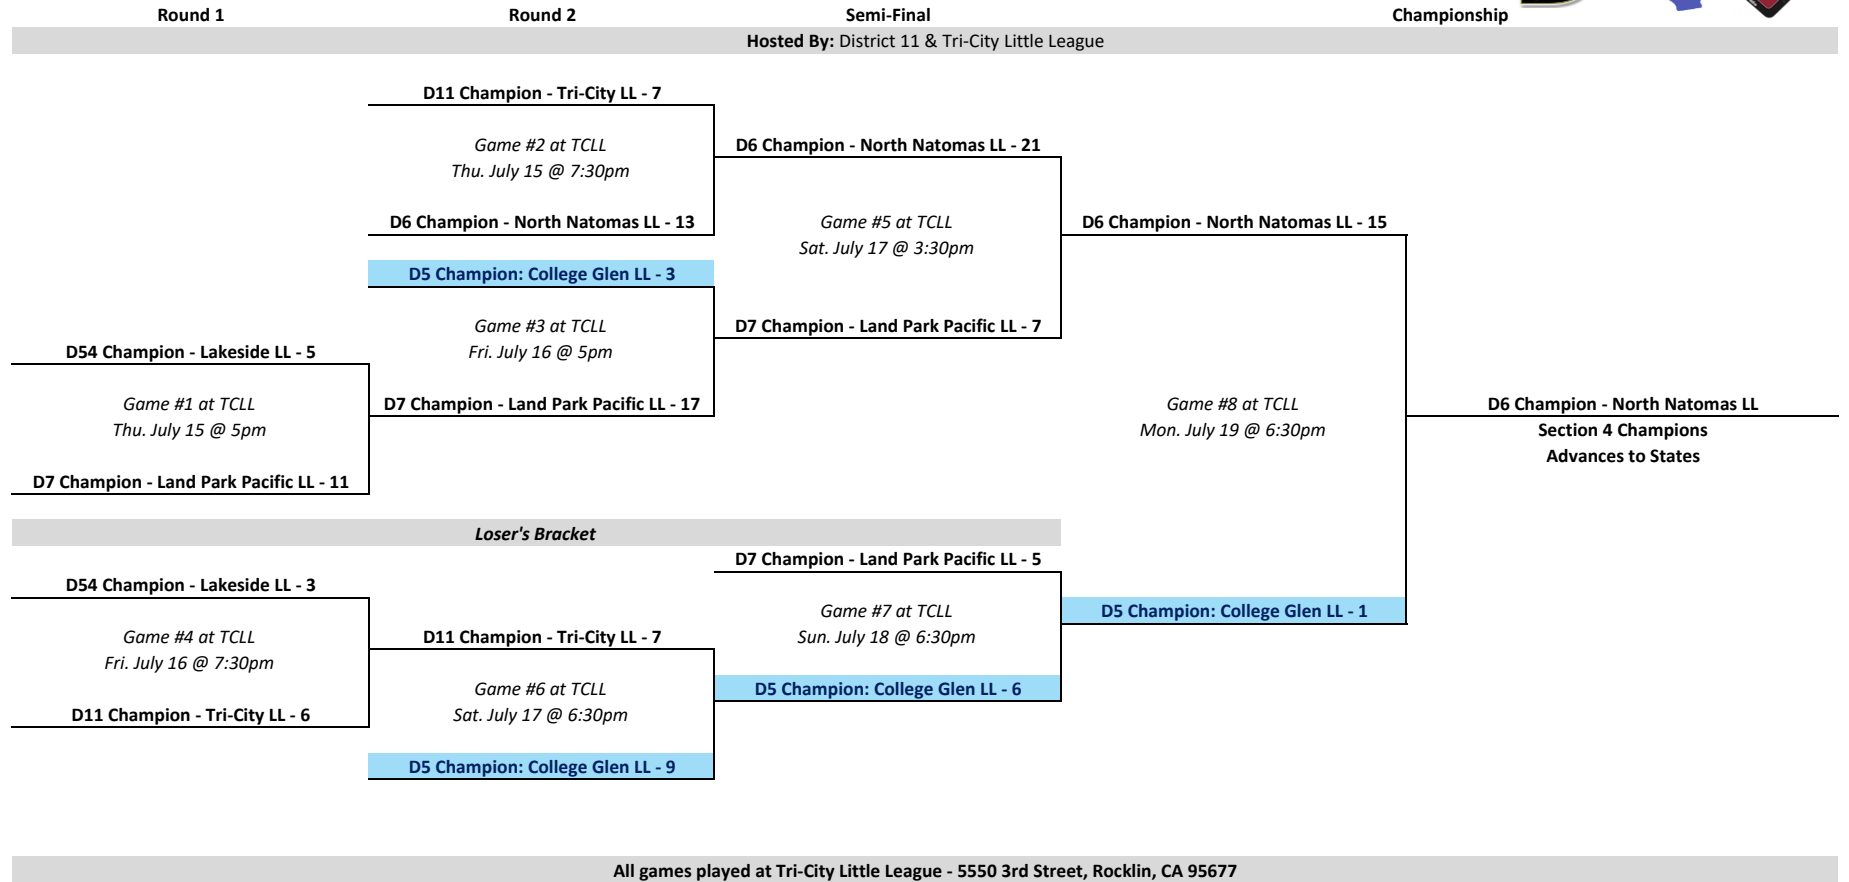 Round 1
Round 2
Semi-Final
Championship
Hosted By: District 11 & Tri-City Little League
D11 Champion - Tri-City LL - 7
Game #2 at TCLL
Thu. July 15 @ 7:30pm
D6 Champion - North Natomas LL - 13
D6 Champion - North Natomas LL - 21
Game #5 at TCLL
Sat. July 17 @ 3:30pm
D6 Champion - North Natomas LL - 15
D5 Champion: College Glen LL - 3
Game #3 at TCLL
Fri. July 16 @ 5pm
D7 Champion - Land Park Pacific LL - 7
D54 Champion - Lakeside LL - 5
Game #1 at TCLL
Thu. July 15 @ 5pm
D7 Champion - Land Park Pacific LL - 17
D7 Champion - Land Park Pacific LL - 11
Game #8 at TCLL
Mon. July 19 @ 6:30pm
D6 Champion - North Natomas LL
Section 4 Champions
Advances to States
Loser's Bracket
D7 Champion - Land Park Pacific LL - 5
D54 Champion - Lakeside LL - 3
Game #4 at TCLL
Fri. July 16 @ 7:30pm
D11 Champion - Tri-City LL - 6
D11 Champion - Tri-City LL - 7
Game #6 at TCLL
Sat. July 17 @ 6:30pm
D5 Champion: College Glen LL - 9
Game #7 at TCLL
Sun. July 18 @ 6:30pm
D5 Champion: College Glen LL - 6
D5 Champion: College Glen LL - 1
All games played at Tri-City Little League - 5550 3rd Street, Rocklin, CA 95677